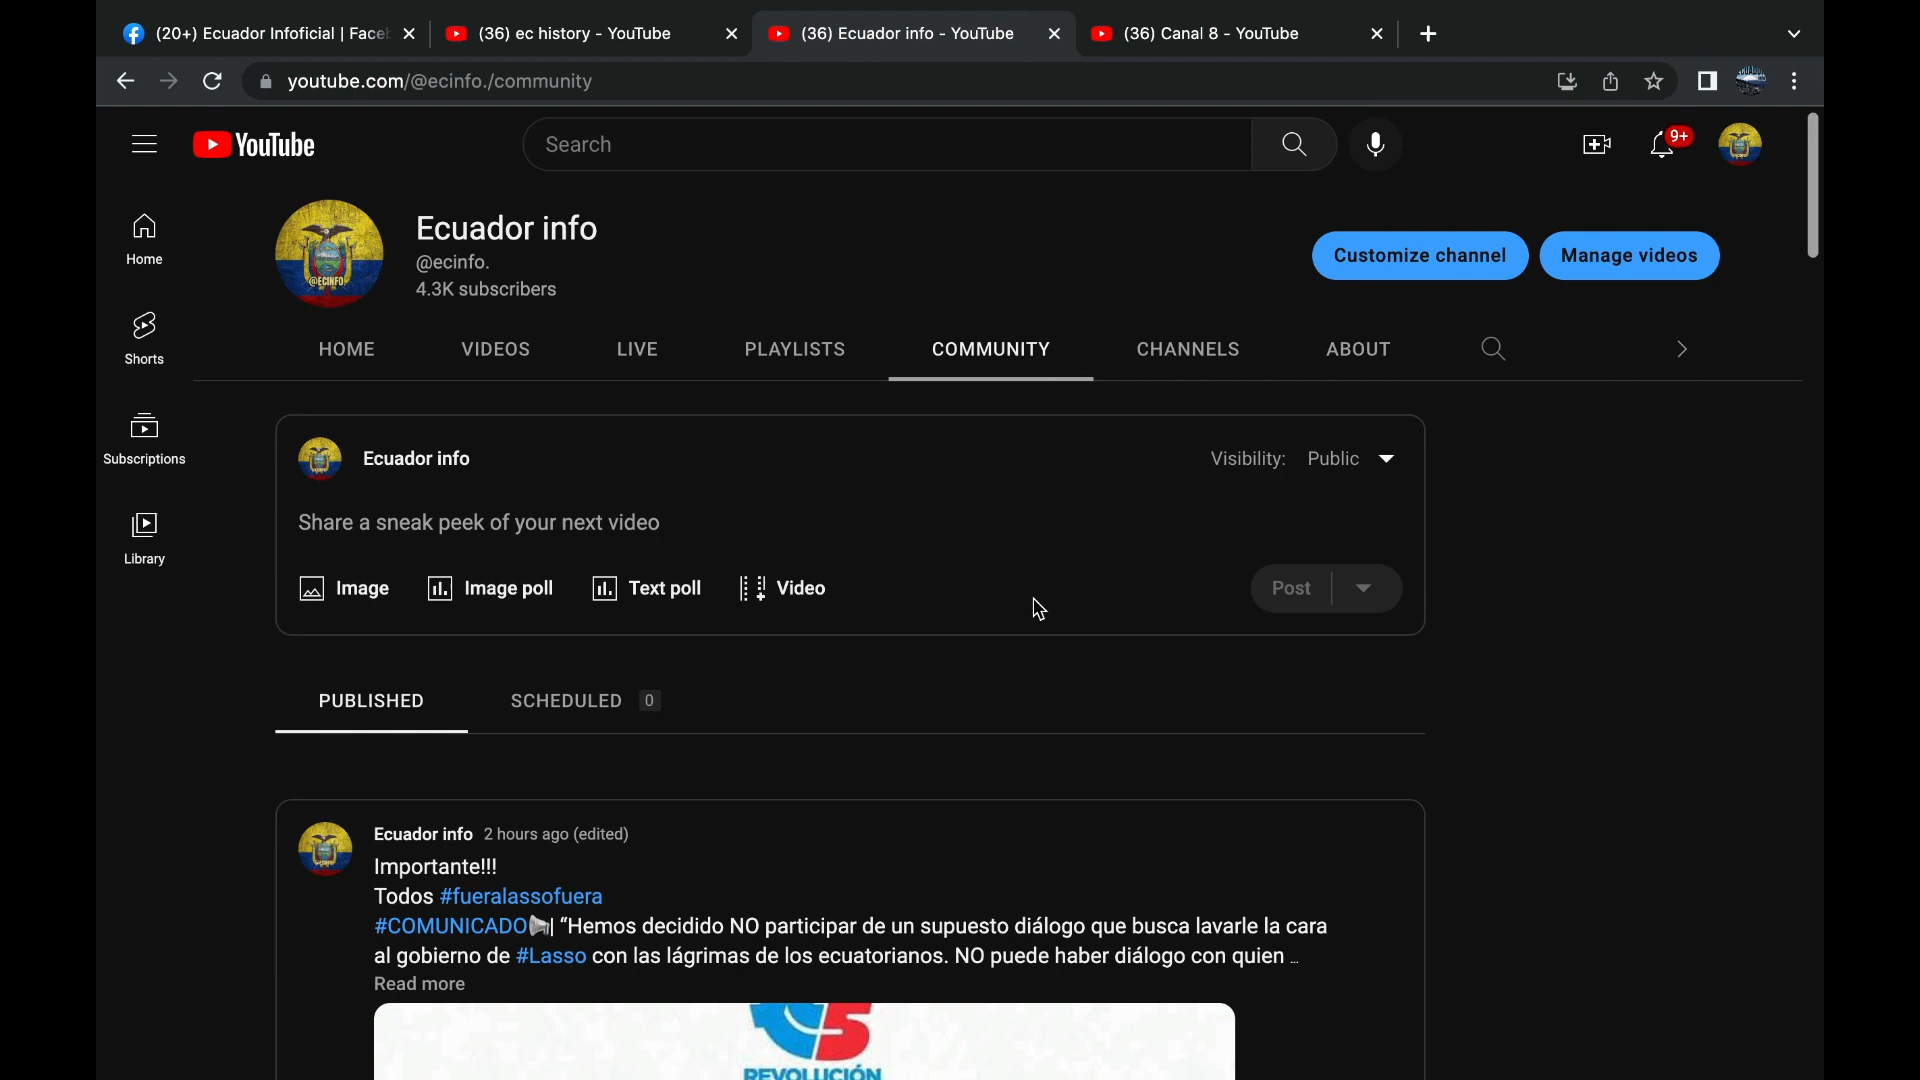 (20+) Ecuador Infoficial | Face
(36) ec history - YouTube
(36) Ecuador info - YouTube
(36) Canal 8 - YouTube
youtube.com/@ecinfo./community
YouTube
Search
9+
Home
Shorts
Subscriptions
Library
@ECINFO
Ecuador info
@ecinfo.
4.3K subscribers
Customize channel
Manage videos
HOME
VIDEOS
LIVE
PLAYLISTS
COMMUNITY
CHANNELS
ABOUT
Ecuador info
Visibility: Public
Share a sneak peek of your next video
Image
Image poll
Text poll
Video
Post
PUBLISHED
SCHEDULED 0
Ecuador info 2 hours ago (edited)
Importante!!!
Todos #fueralassofuera
#COMUNICADO📢| “Hemos decidido NO participar de un supuesto diálogo que busca lavarle la cara
al gobierno de #Lasso con las lágrimas de los ecuatorianos. NO puede haber diálogo con quien ...
Read more
5
REVOLUCIÓN